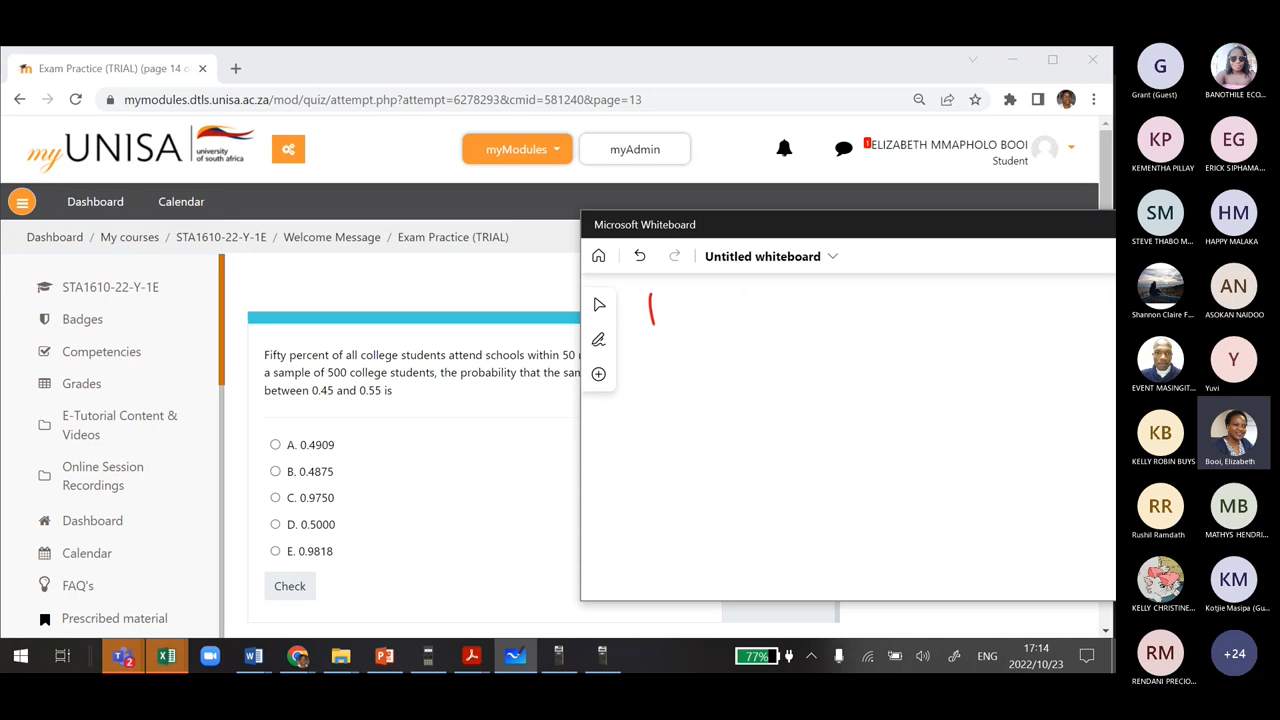 Exam Practice (TRIAL) (page 14 o
mymodules.dtls.unisa.ac.za/mod/quiz/attempt.php?attempt=6278293&cmid=581240&page=13
myUNISA
university
of south africa
myModules
myAdmin
1
ELIZABETH MMAPHOLO BOOI
Student
Dashboard
Calendar
Dashboard / My courses / STA1610-22-Y-1E / Welcome Message / Exam Practice (TRIAL)
STA1610-22-Y-1E
Badges
Competencies
Grades
E-Tutorial Content &
Videos
Online Session
Recordings
Dashboard
Calendar
FAQ's
Prescribed material
Fifty percent of all college students attend schools within 50
a sample of 500 college students, the probability that the sam
between 0.45 and 0.55 is
A. 0.4909
B. 0.4875
C. 0.9750
D. 0.5000
E. 0.9818
Check
Microsoft Whiteboard
Untitled whiteboard
G
Grant (Guest)
BANOTHILE ECO...
KP
KEMENTHA PILLAY
EG
ERICK SIPHAMA...
SM
STEVE THABO M...
HM
HAPPY MALAKA
Shannon Claire F...
AN
ASOKAN NAIDOO
EVENT MASINGIT...
Y
Yuvi
KB
KELLY ROBIN BUYS
Booi, Elizabeth
RR
Rushil Ramdath
MB
MATHYS HENDRI...
KELLY CHRISTINE...
KM
Kotjie Masipa (Gu...
RM
RENDANI PRECIO...
+24
2
77%
ENG
17:14
2022/10/23